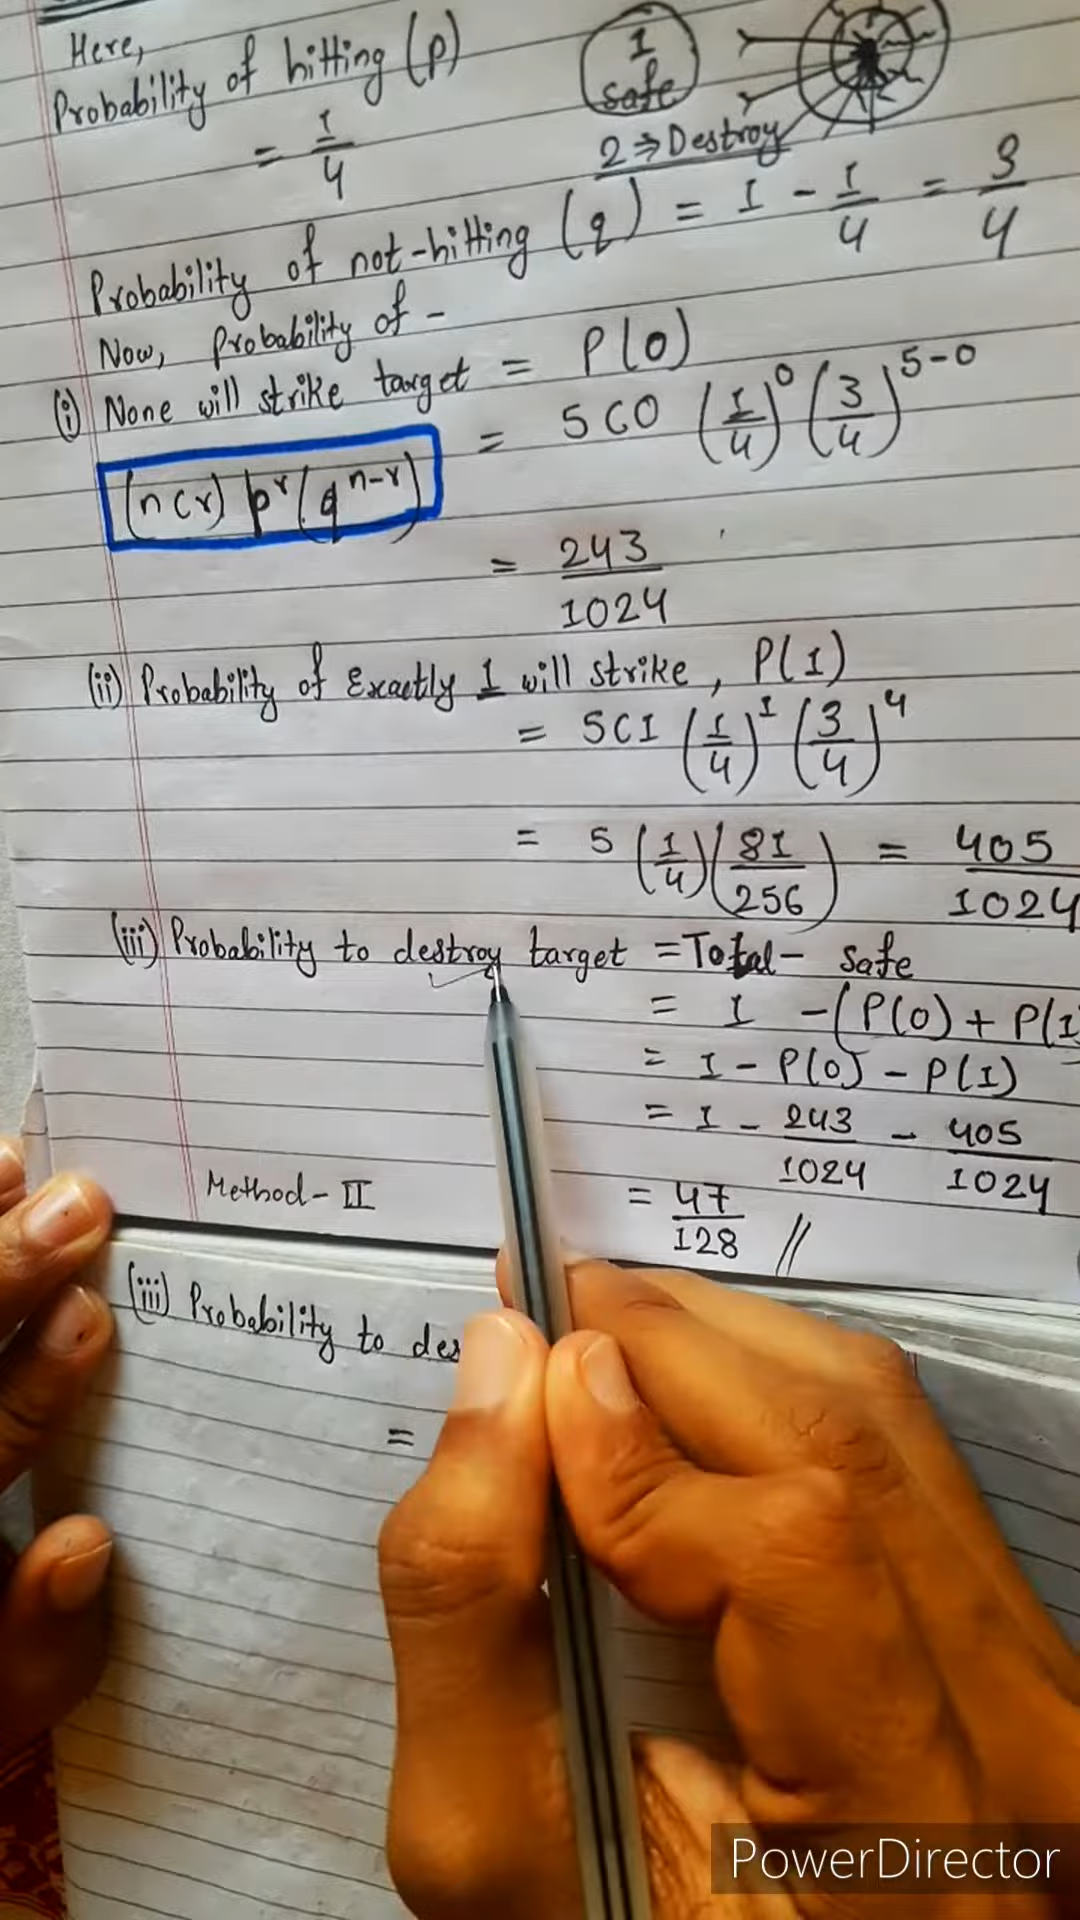 Here,
Probability of hitting (p)
= 1/4
1
safe
2 ⇒ Destroy
Probability of not-hitting (q) = 1 - 1/4 = 3/4
Now, Probability of -
(i) None will strike target = P(0)
= 5C0 (1/4)^0 (3/4)^5-0
(nCr) p^r (q^n-r)
= 243/1024
(ii) Probability of Exactly 1 will strike, P(1)
= 5C1 (1/4)^1 (3/4)^4
= 5 (1/4)(81/256) = 405/1024
(iii) Probability to destroy target = Total - safe
= 1 - (P(0) + P(1
= 1 - P(0) - P(1)
= 1 - 243/1024 - 405/1024
Method - II
= 47/128 //
(iii) Probability to des
=
PowerDirector